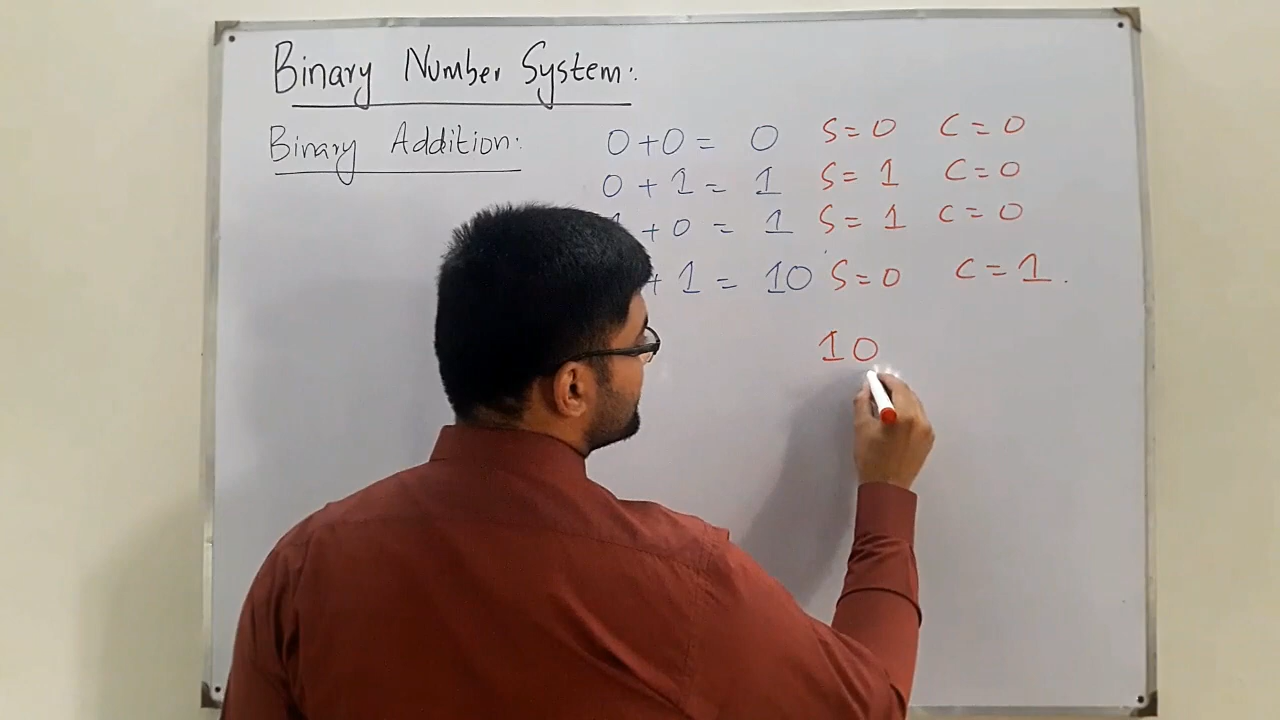 Binary Number System:
Binary Addition:
0+0= 0 S=0 C=0
0 + 1 = 1 S= 1 C=0
+ 0 = 1 S= 1 C=0
+ 1 = 10 S=0 C=1.
10